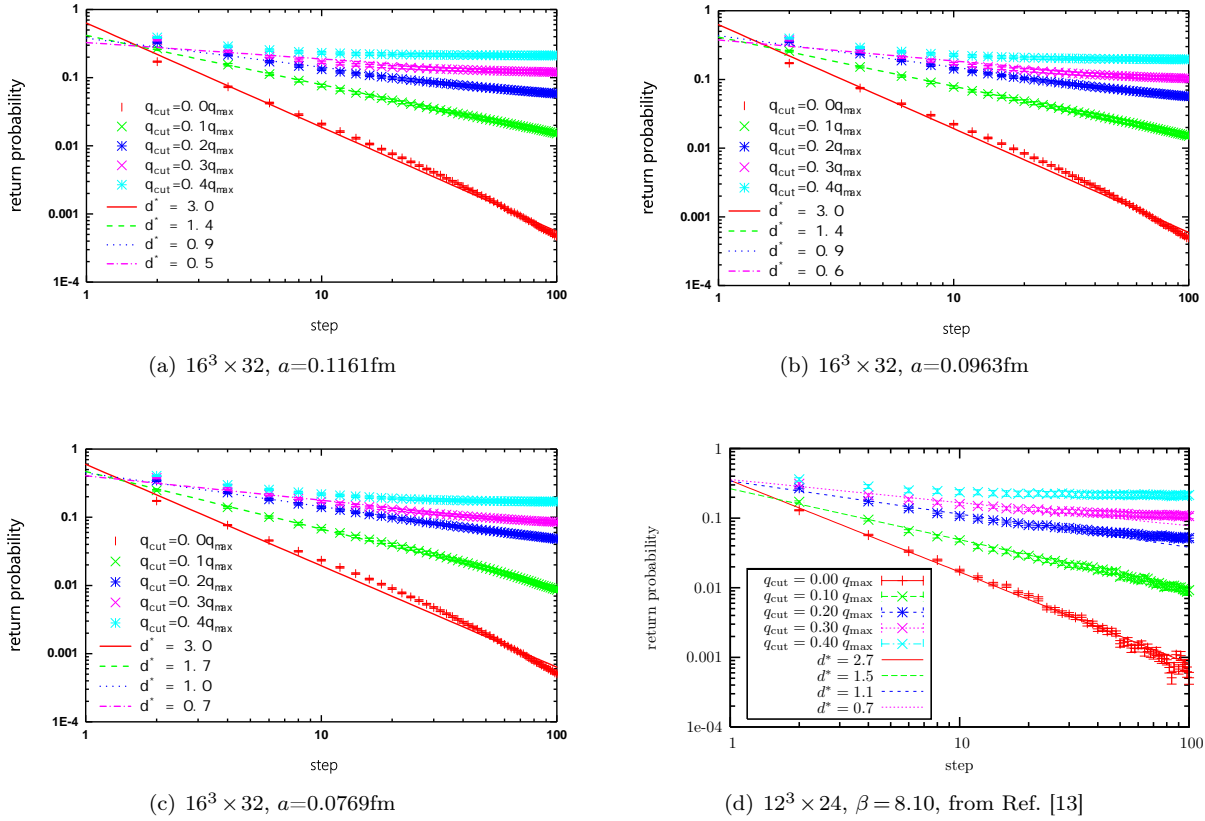 1
0.1
0.01
0.001
1E-4
return probability
q_cut=0.0q_max
q_cut=0.1q_max
q_cut=0.2q_max
q_cut=0.3q_max
q_cut=0.4q_max
d* = 3.0
d* = 1.4
d* = 0.9
d* = 0.5
1 10 100
step
(a) 16³×32, a=0.1161fm
1
0.1
0.01
0.001
1E-4
return probability
q_cut=0.0q_max
q_cut=0.1q_max
q_cut=0.2q_max
q_cut=0.3q_max
q_cut=0.4q_max
d* = 3.0
d* = 1.4
d* = 0.9
d* = 0.6
1 10 100
step
(b) 16³×32, a=0.0963fm
1
0.1
0.01
0.001
1E-4
return probability
q_cut=0.0q_max
q_cut=0.1q_max
q_cut=0.2q_max
q_cut=0.3q_max
q_cut=0.4q_max
d* = 3.0
d* = 1.7
d* = 1.0
d* = 0.7
1 10 100
step
(c) 16³×32, a=0.0769fm
1
0.1
0.01
0.001
1e-04
return probability
q_cut = 0.00 q_max
q_cut = 0.10 q_max
q_cut = 0.20 q_max
q_cut = 0.30 q_max
q_cut = 0.40 q_max
d* = 2.7
d* = 1.5
d* = 1.1
d* = 0.7
1 10 100
step
(d) 12³×24, β=8.10, from Ref. [13]